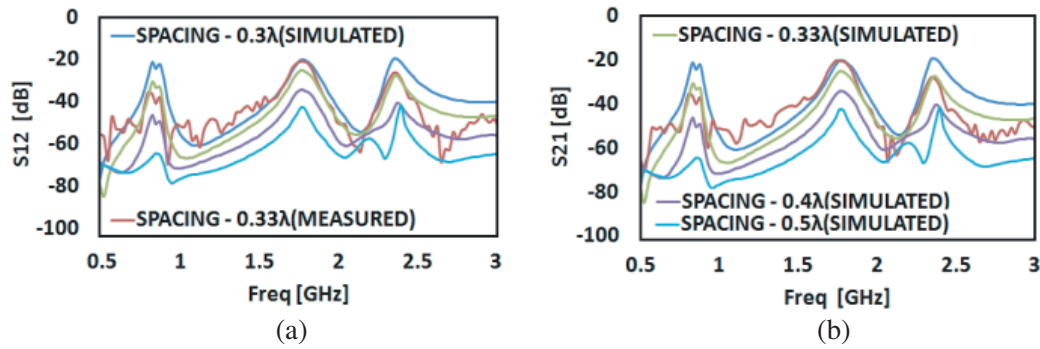 0
-20
-40
-60
-80
-100
S12 [dB]
SPACING - 0.3λ(SIMULATED)
SPACING - 0.33λ(MEASURED)
0.5 1 1.5 2 2.5 3
Freq [GHz]
(a)
0
-20
-40
-60
-80
-100
S21 [dB]
SPACING - 0.33λ(SIMULATED)
SPACING - 0.4λ(SIMULATED)
SPACING - 0.5λ(SIMULATED)
0.5 1 1.5 2 2.5 3
Freq [GHz]
(b)